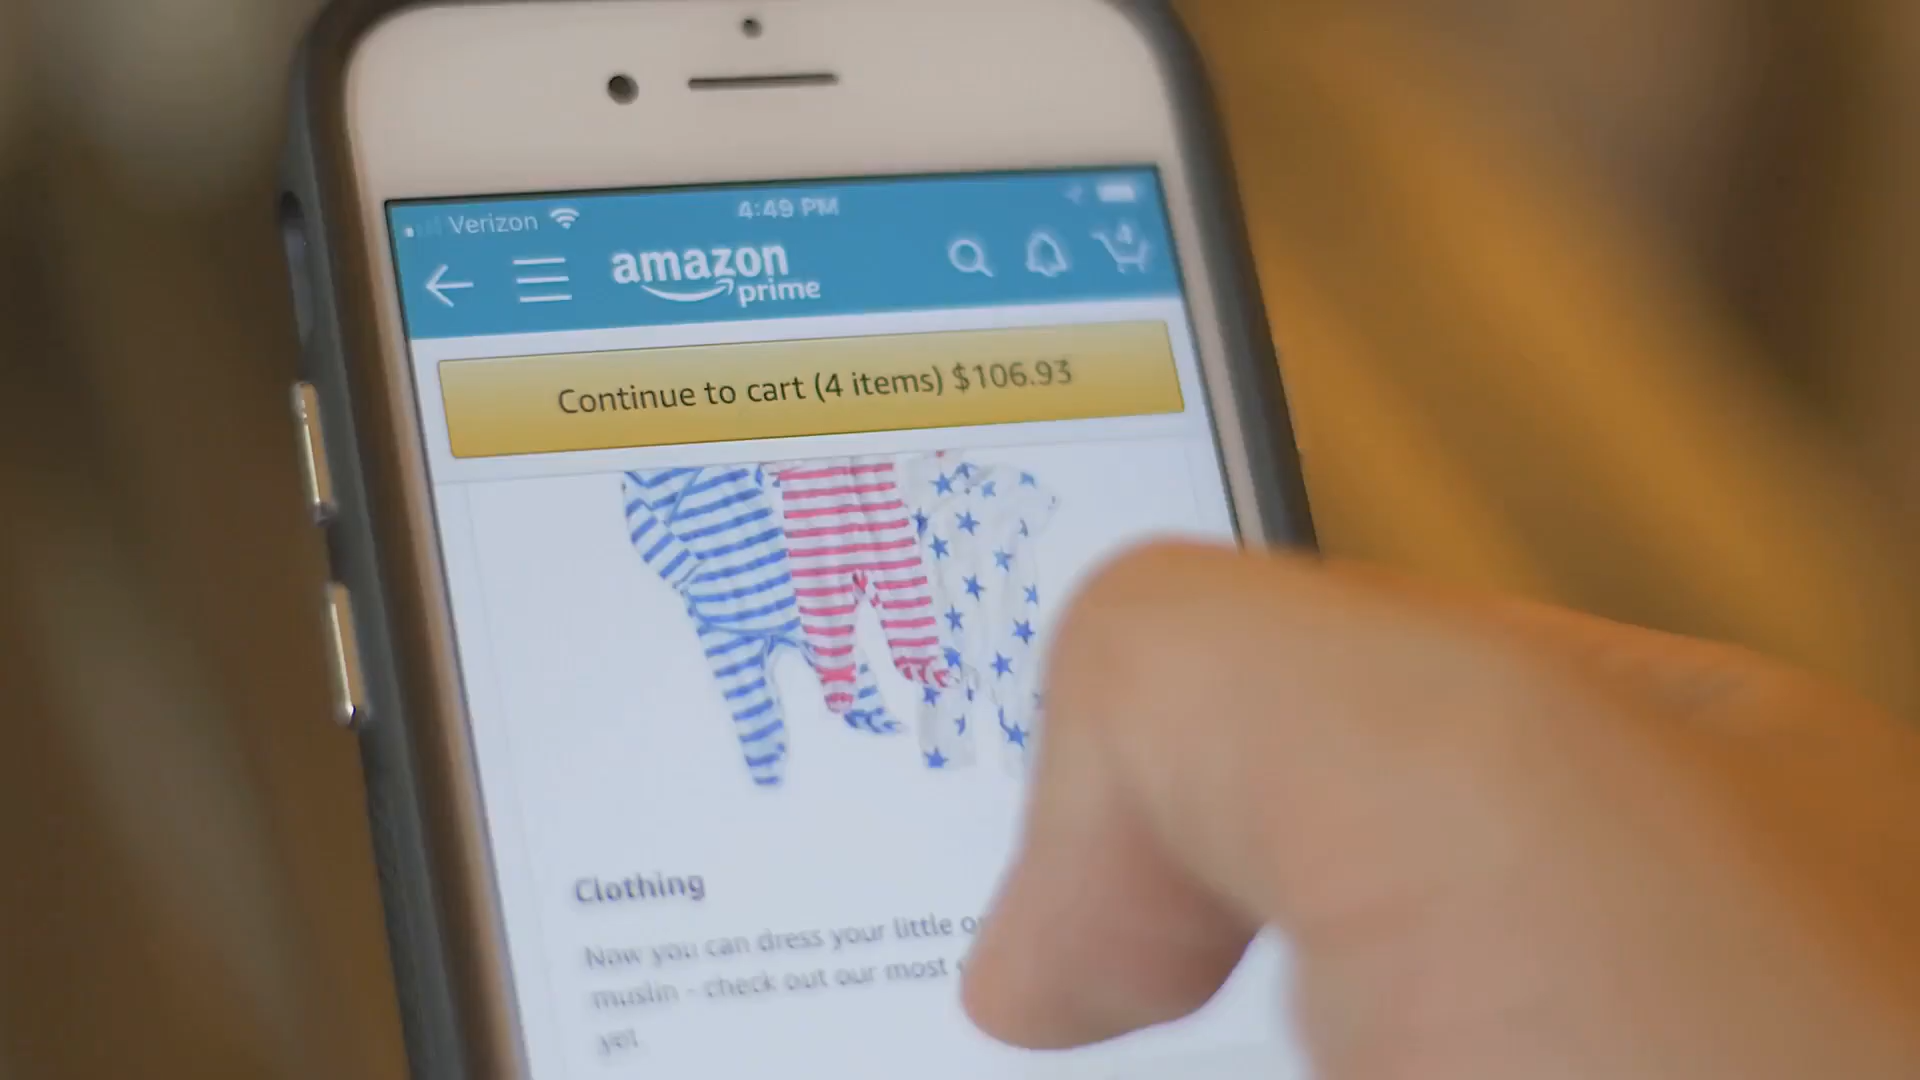 Verizon 4:49 PM
amazon 4
prime
Continue to cart (4 items) $106.93
Clothing
Now you can dress your little
muslin - check out our most
yet.